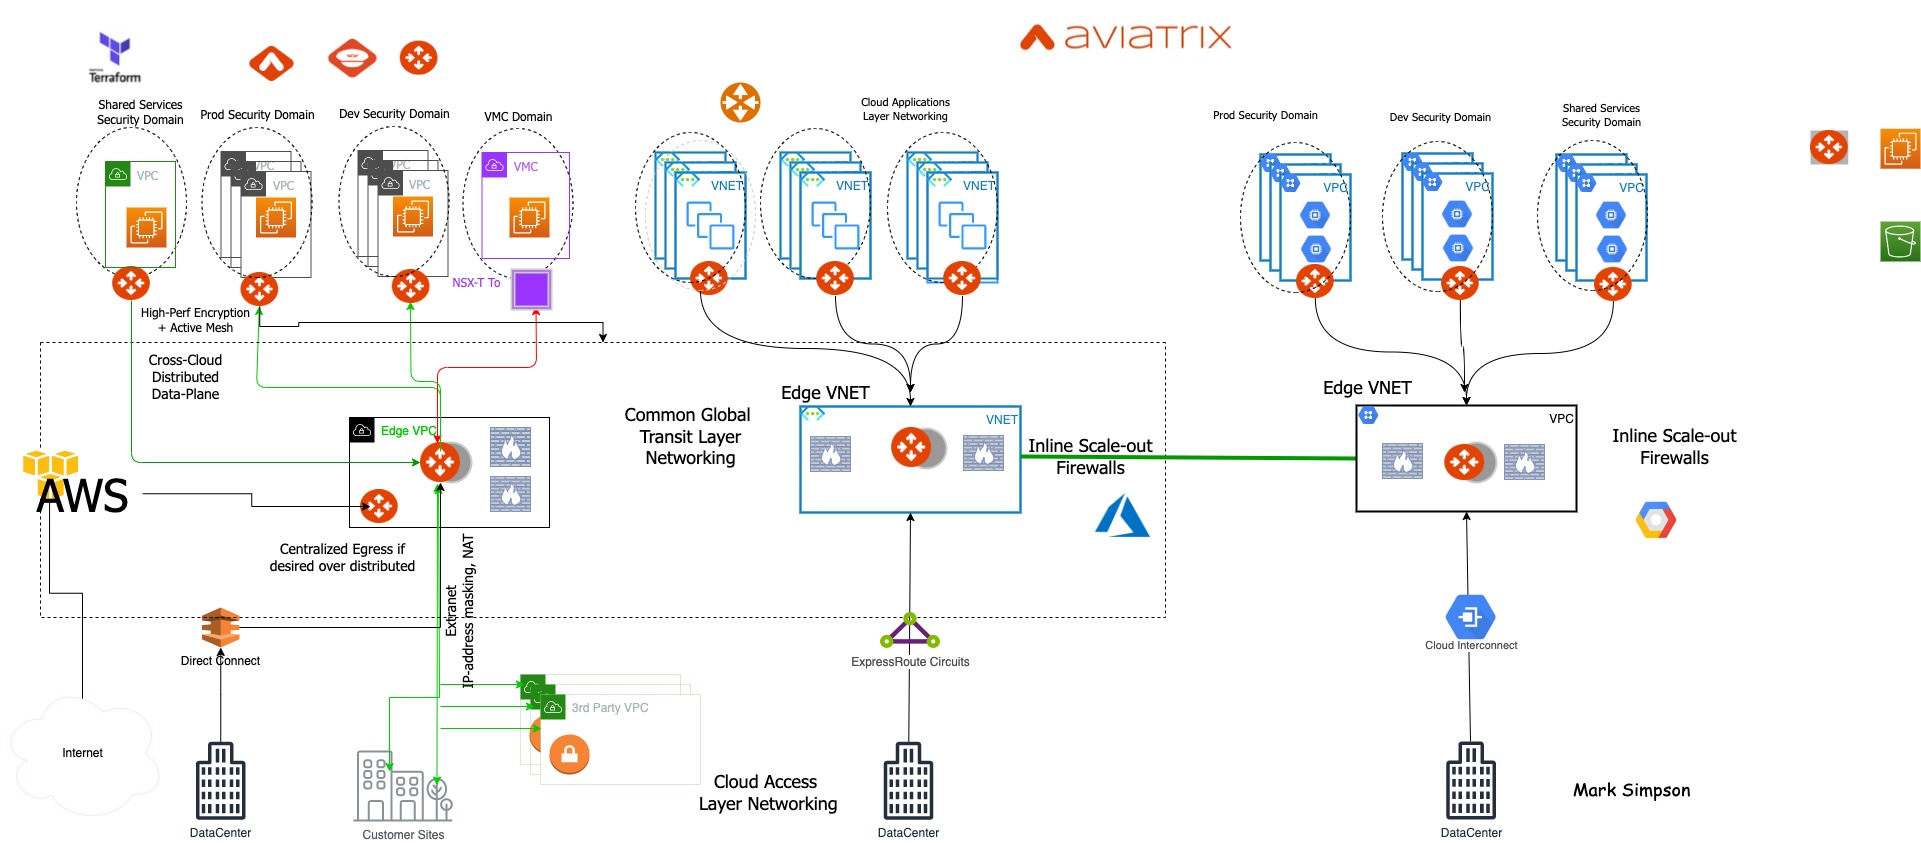 aviatrix
Terraform
Shared Services
Security Domain
Prod Security Domain
Dev Security Domain
VMC Domain
Cloud Applications
Layer Networking
Prod Security Domain
Dev Security Domain
Shared Services
Security Domain
VPC
VPC
VPC
VPC
VPC
VMC
VNET
VNET
VNET
VPC
VPC
VPC
NSX-T To
High-Perf Encryption
+ Active Mesh
Cross-Cloud
Distributed
Data-Plane
Edge VPC
Common Global
Transit Layer
Networking
Edge VNET
VNET
Inline Scale-out
Firewalls
Edge VNET
VPC
Inline Scale-out
Firewalls
AWS
Centralized Egress if
desired over distributed
Extranet
IP-address masking, NAT
Direct Connect
ExpressRoute Circuits
Cloud Interconnect
3rd Party VPC
Internet
Cloud Access
Layer Networking
Mark Simpson
DataCenter
Customer Sites
DataCenter
DataCenter